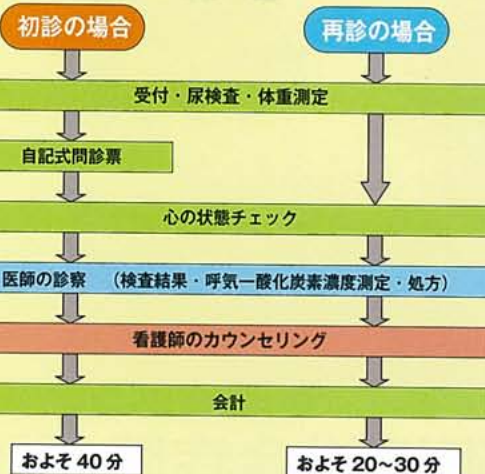 初診の場合
再診の場合
受付・尿検査・体重測定
自記式問診票
心の状態チェック
医師の診察 (検査結果・呼気一酸化炭素濃度測定・処方)
看護師のカウンセリング
会計
およそ40分
およそ20~30分